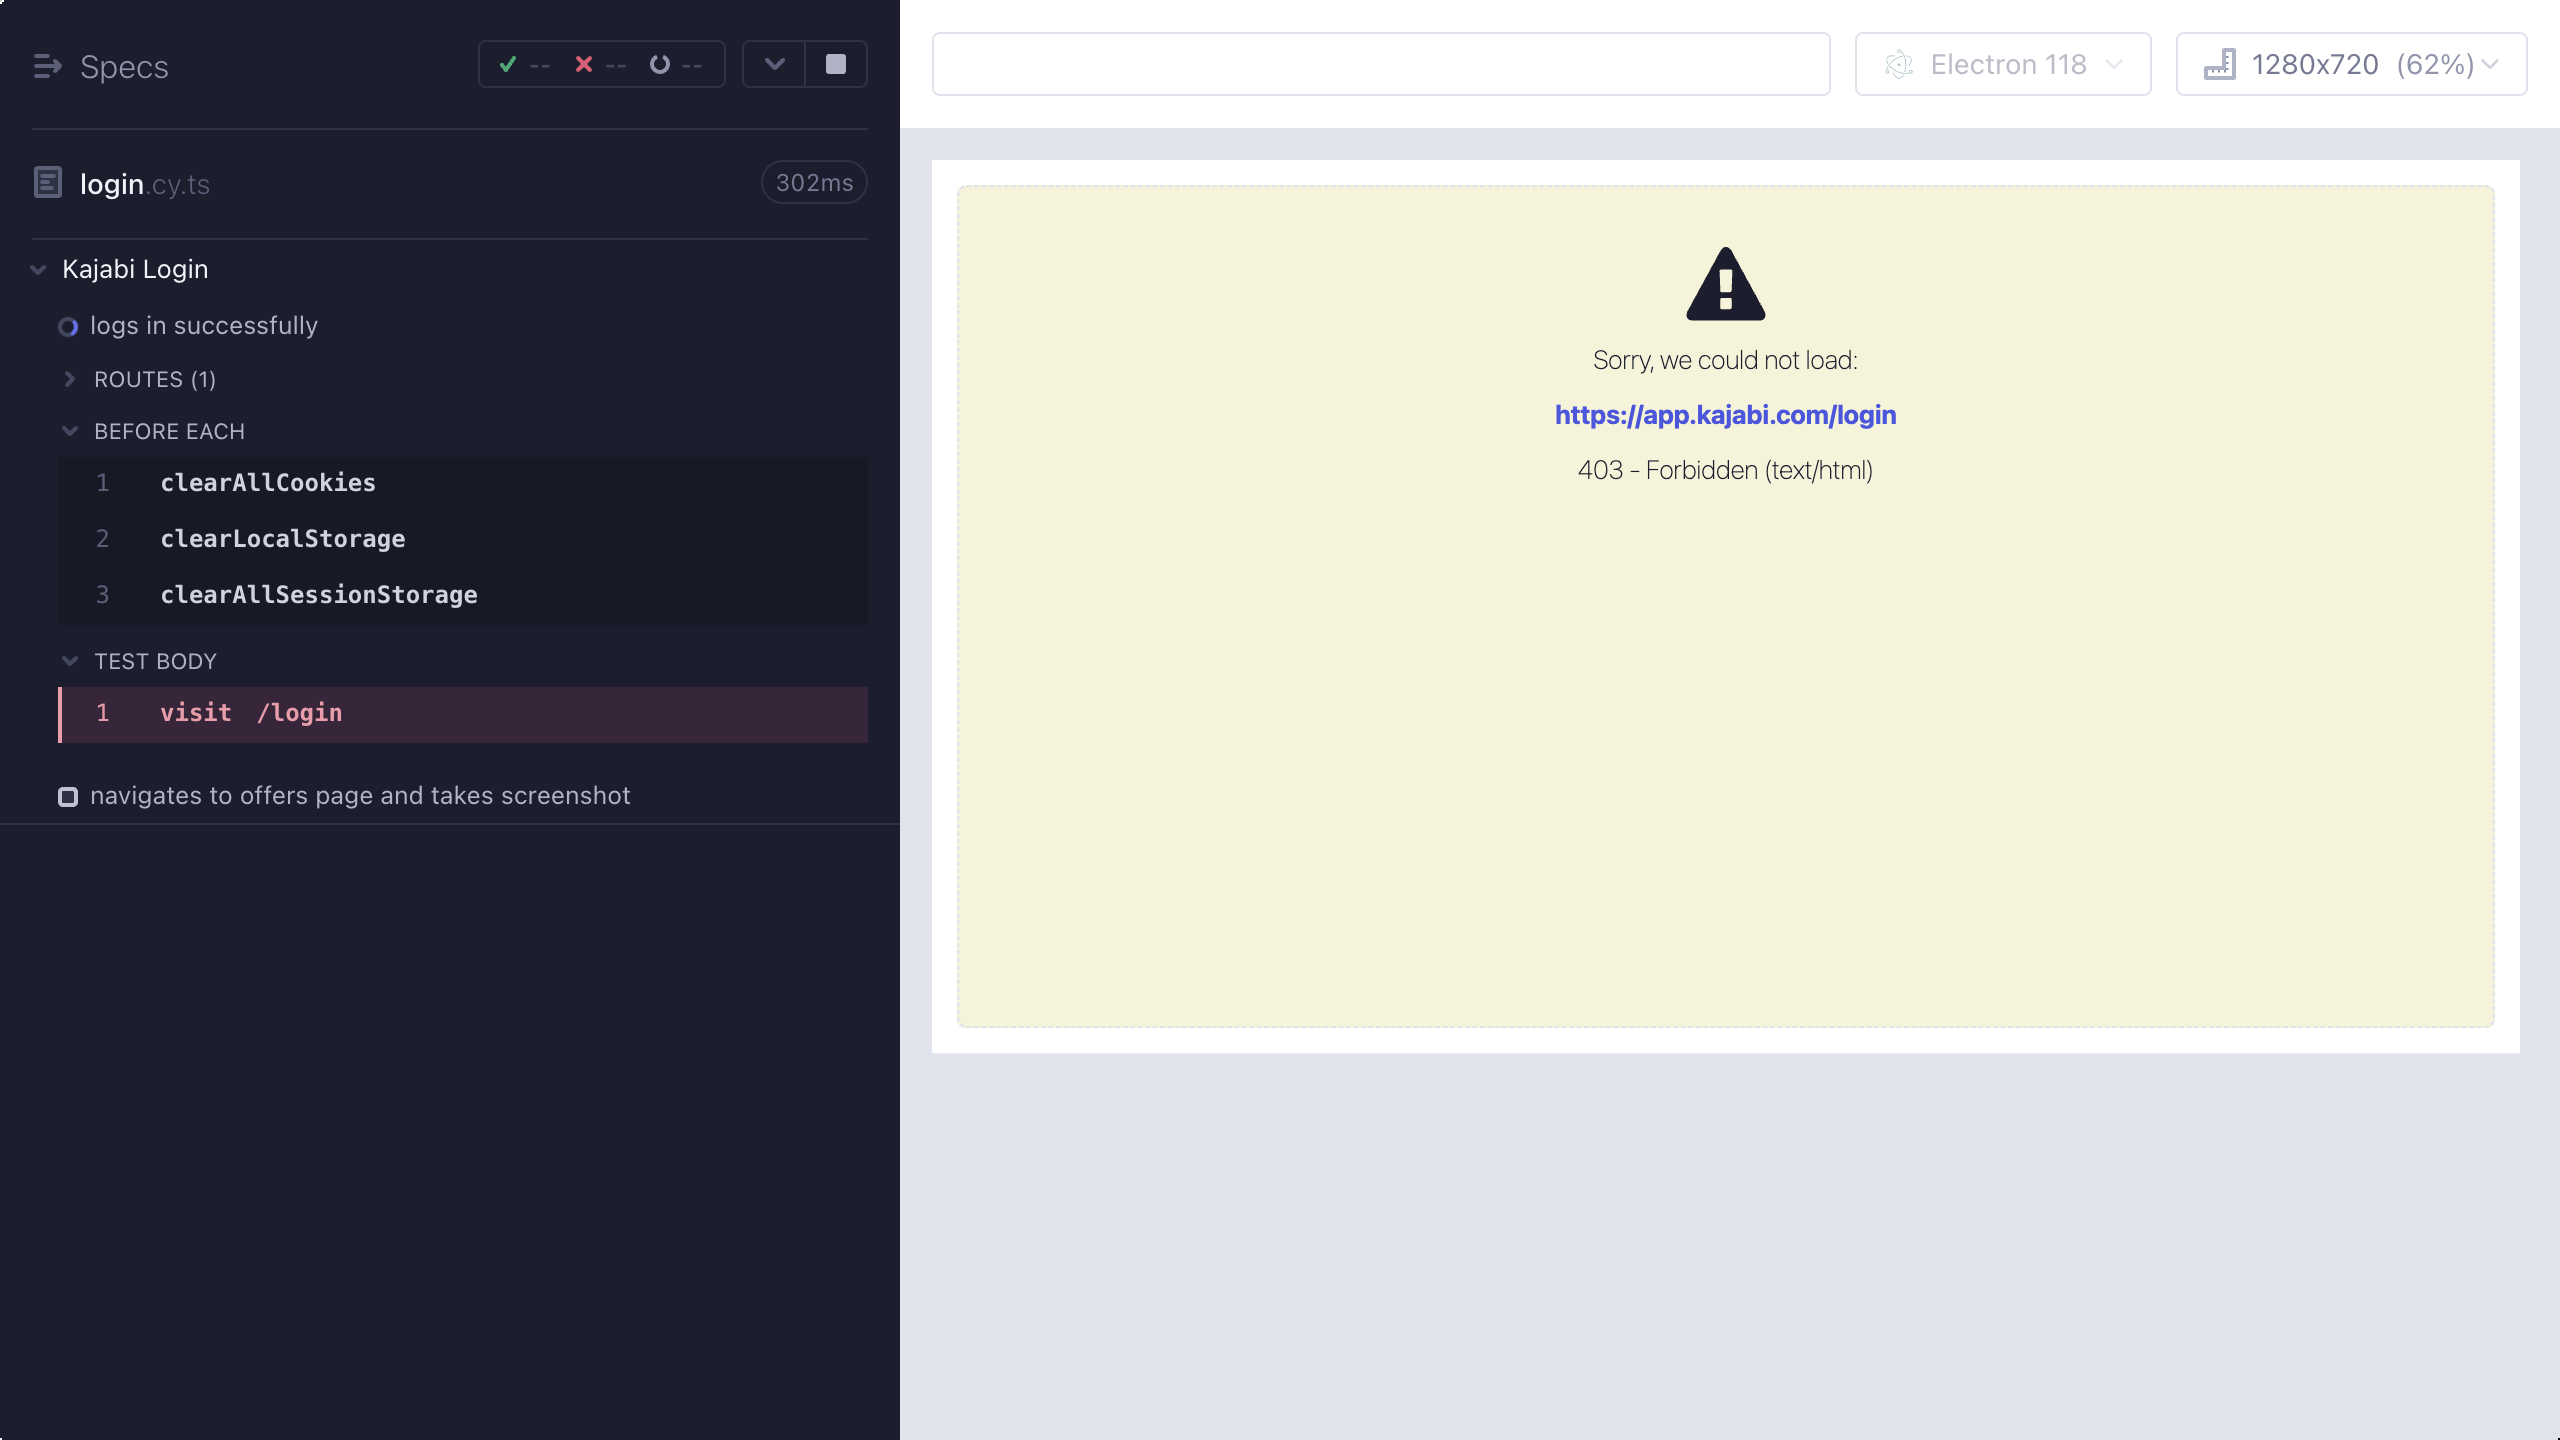 Specs
-- -- --
login.cy.ts
302ms
Kajabi Login
logs in successfully
ROUTES (1)
BEFORE EACH
1 clearAllCookies
2 clearLocalStorage
3 clearAllSessionStorage
TEST BODY
1 visit /login
navigates to offers page and takes screenshot
Electron 118
1280x720 (62%)
Sorry, we could not load:
https://app.kajabi.com/login
403 - Forbidden (text/html)